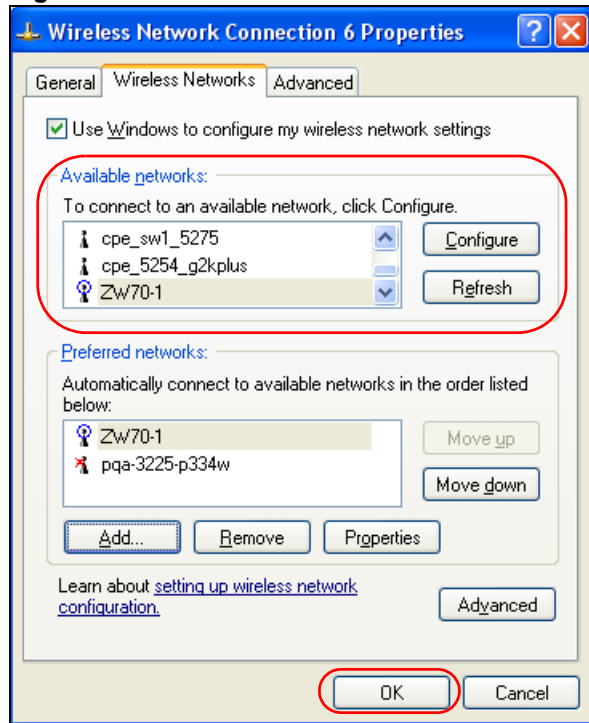 Wireless Network Connection 6 Properties
General
Wireless Networks
Advanced
Use Windows to configure my wireless network settings
Available networks:
To connect to an available network, click Configure.
cpe_sw1_5275
cpe_5254_g2kplus
ZW70-1
Configure
Refresh
Preferred networks:
Automatically connect to available networks in the order listed
below:
ZW70-1
pqa-3225-p334w
Move up
Move down
Add...
Remove
Properties
Learn about setting up wireless network
configuration.
Advanced
OK
Cancel